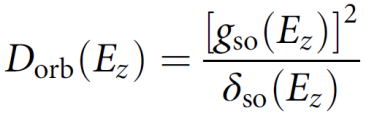 D_orb(E_z) = [g_so(E_z)]^2 / δ_so(E_z)